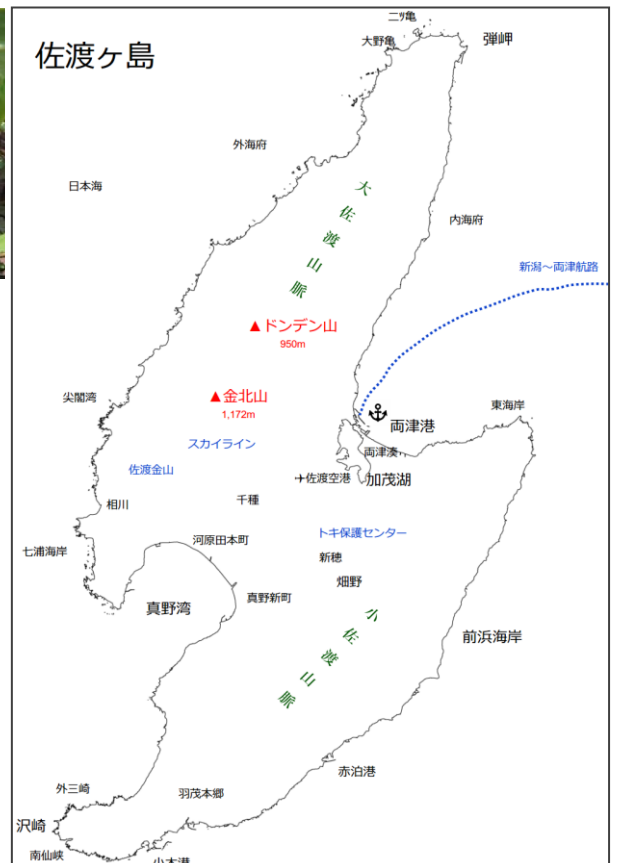 佐渡ヶ島
二ツ亀
大野亀
弾岬
外海府
日本海
大佐渡山脈
内海府
新潟～両津航路
▲ドンデン山
950m
▲金北山
1,172m
尖閣湾
両津港
東海岸
スカイライン
両津湊
佐渡金山
佐渡空港
加茂湖
千種
相川
トキ保護センター
河原田本町
七浦海岸
新穂
畑野
真野新町
真野湾
小佐渡山脈
前浜海岸
赤泊港
外三崎
羽茂本郷
沢崎
南仙峡
小木港